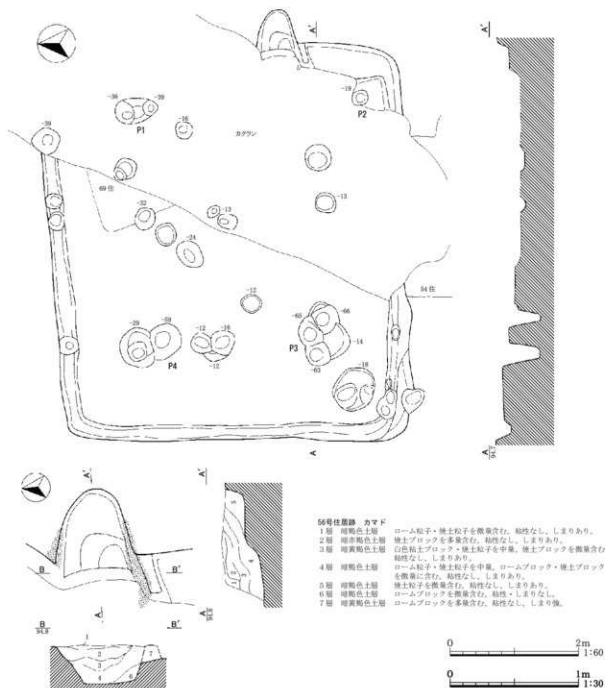 A'
A'
-36
-39
P1
-16
カクラン
-19
P2
-39
69住
-32
-13
-13
-24
54住
-12
-29
-59
P4
-12
-16
-12
-65
-66
P3
-14
-63
-18
A
A
94.7
A'
A'
B
B'
A
A
94.8
56号住居跡 カマド
1層 暗褐色土層 ローム粒子・焼土粒子を微量含む。粘性なし、しまりあり。
2層 暗赤褐色土層 焼土ブロックを多量含む。粘性なし、しまりあり。
3層 暗黄褐色土層 白色粘土ブロック・焼土粒子を中量、焼土ブロックを微量含む。
粘性なし、しまりあり。
4層 暗褐色土層 ローム粒子・焼土粒子を中量、ロームブロック・焼土ブロック
を微量に含む。粘性なし、しまりあり。
5層 暗褐色土層 焼土粒子を微量含む。粘性なし、しまりあり。
6層 暗褐色土層 ロームブロックを微量含む。粘性・しまりなし。
7層 暗黄褐色土層 ロームブロックを多量含む。粘性なし、しまり強。
B
94.9
B'
1
2
3
4
6
7
0 2m
1:60
0 1m
1:30